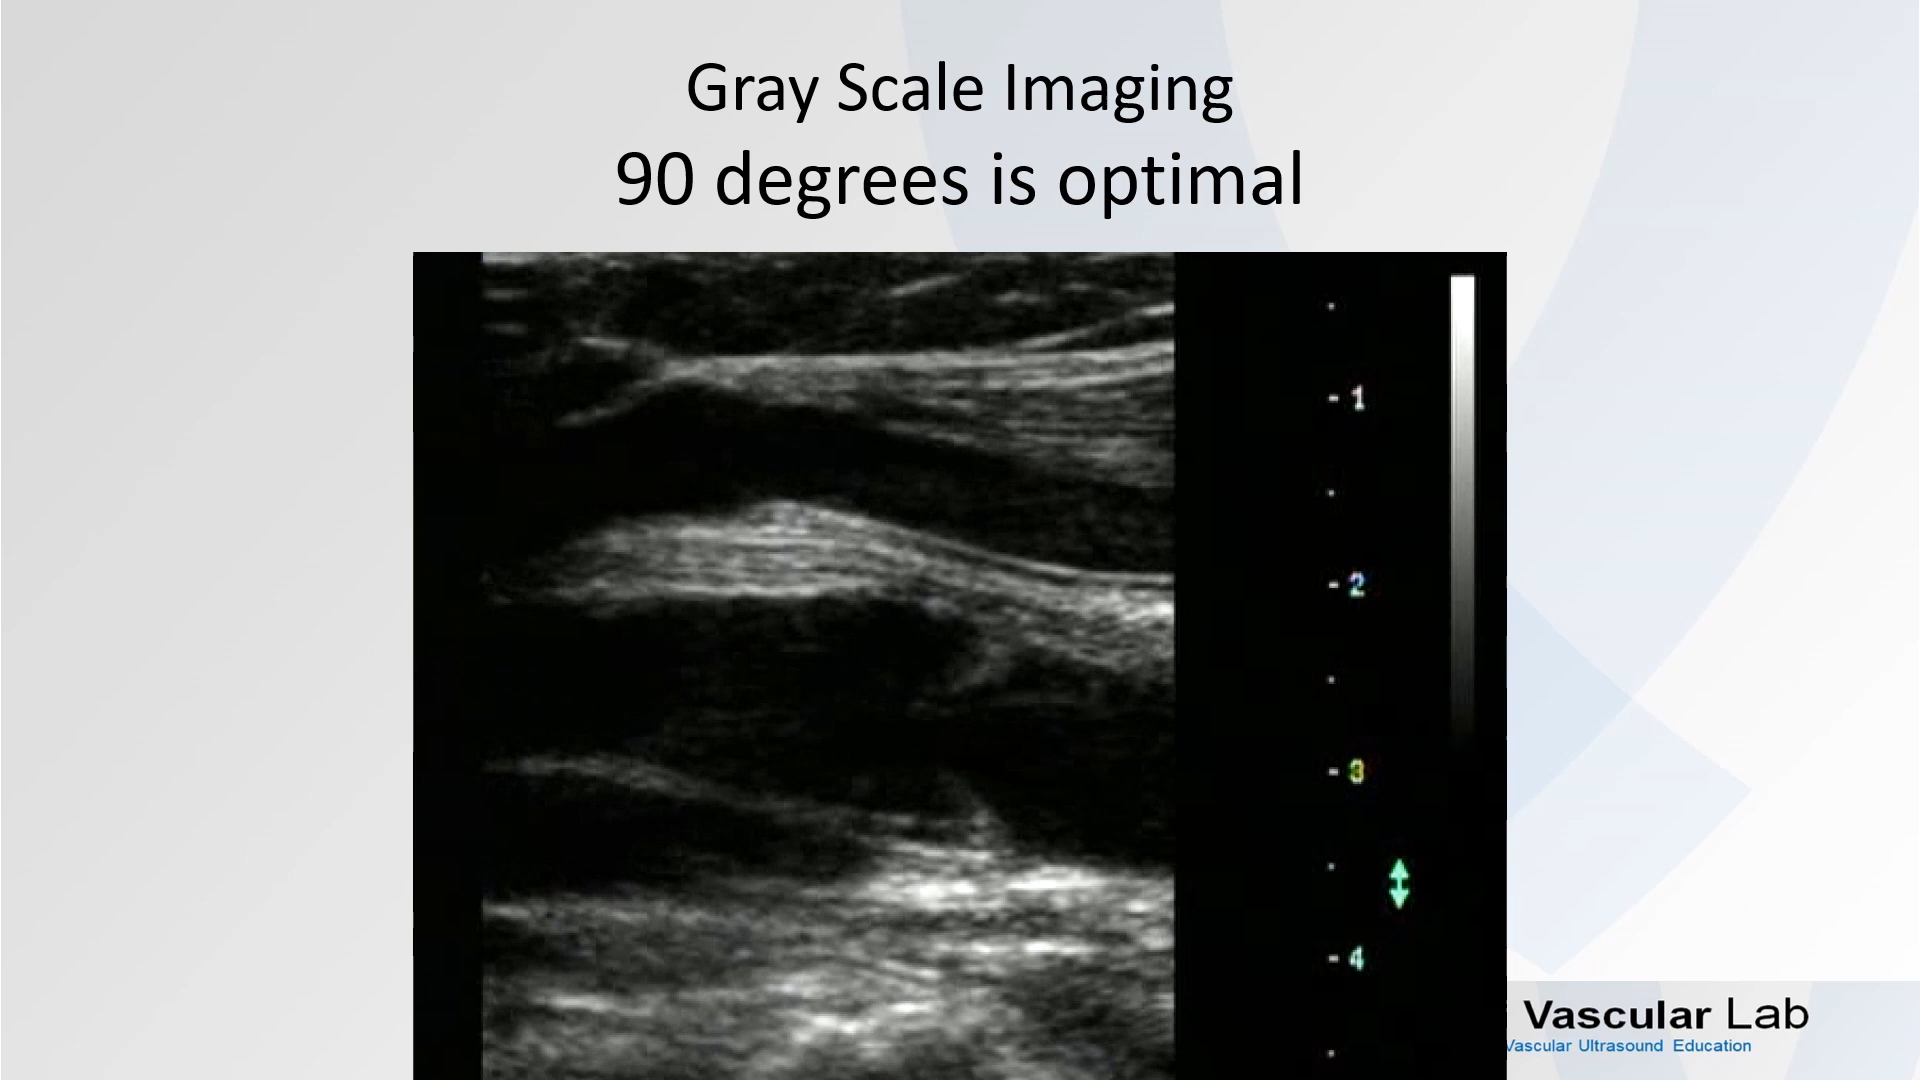 Gray Scale Imaging
90 degrees is optimal
- 1
- 2
- 3
- 4
Vascular Lab
Vascular Ultrasound Education